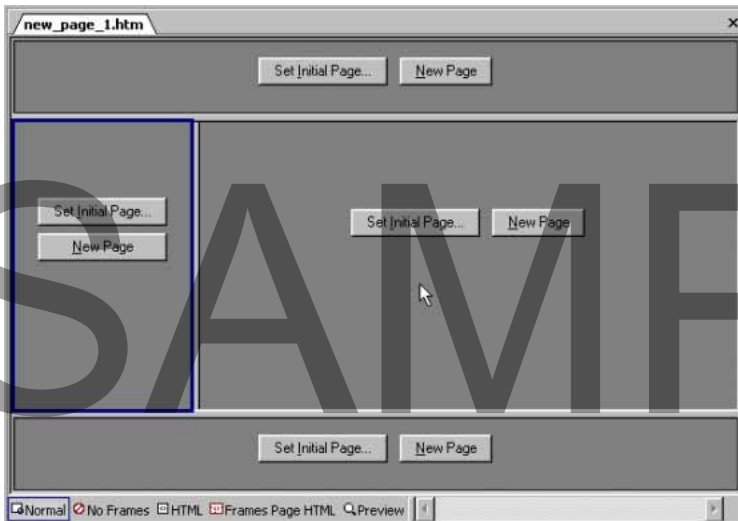 new_page_1.htm
Set Initial Page... New Page
Set Initial Page...
New Page
Set Initial Page... New Page
SAMP
Set Initial Page... New Page
Normal No Frames HTML Frames Page HTML Preview